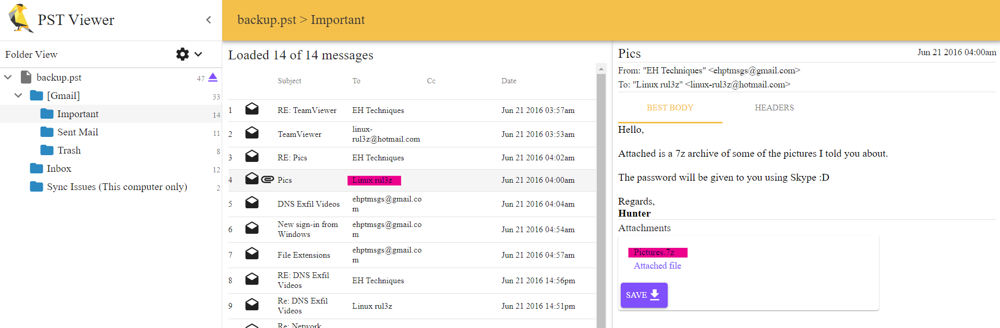 PST Viewer
Folder View
backup.pst 47
[Gmail] 33
Important 14
Sent Mail 11
Trash 8
Inbox 12
Sync Issues (This computer only) 2
backup.pst > Important
Loaded 14 of 14 messages
Subject To Cc Date
1 RE: TeamViewer EH Techniques Jun 21 2016 03:57am
2 TeamViewer linux-
rul3z@hotmail.com Jun 21 2016 03:53am
3 RE: Pics EH Techniques Jun 21 2016 04:02am
4 Pics Linux rul3z Jun 21 2016 04:00am
5 DNS Exfil Videos ehptmsgs@gmail.co
m Jun 21 2016 04:04am
6 New sign-in from
Windows ehptmsgs@gmail.co
m Jun 21 2016 04:54am
7 File Extensions ehptmsgs@gmail.co
m Jun 21 2016 04:57am
8 RE: DNS Exfil
Videos EH Techniques Jun 21 2016 14:56pm
9 Re: DNS Exfil
Videos Linux rul3z Jun 21 2016 14:51pm
Re: Network
Pics Jun 21 2016 04:00am
From: "EH Techniques" <ehptmsgs@gmail.com>
To: "Linux rul3z" <linux-rul3z@hotmail.com>
BEST BODY HEADERS
Hello,
Attached is a 7z archive of some of the pictures I told you about.
The password will be given to you using Skype :D
Regards,
Hunter
Attachments
Pictures.7z
Attached file
SAVE